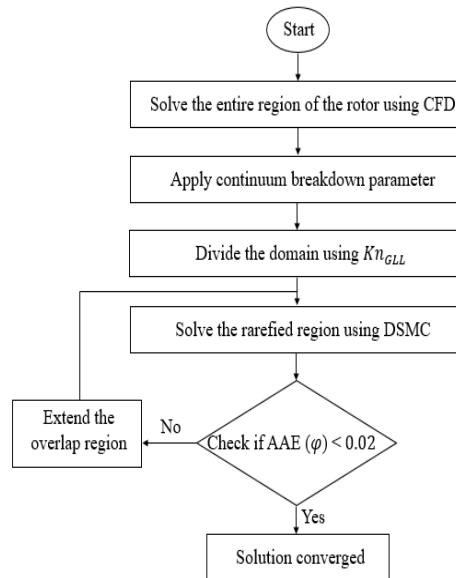 Start
Solve the entire region of the rotor using CFD
Apply continuum breakdown parameter
Divide the domain using Kn_GLL
Solve the rarefied region using DSMC
Extend the
overlap region
No
Check if AAE (φ) < 0.02
Yes
Solution converged